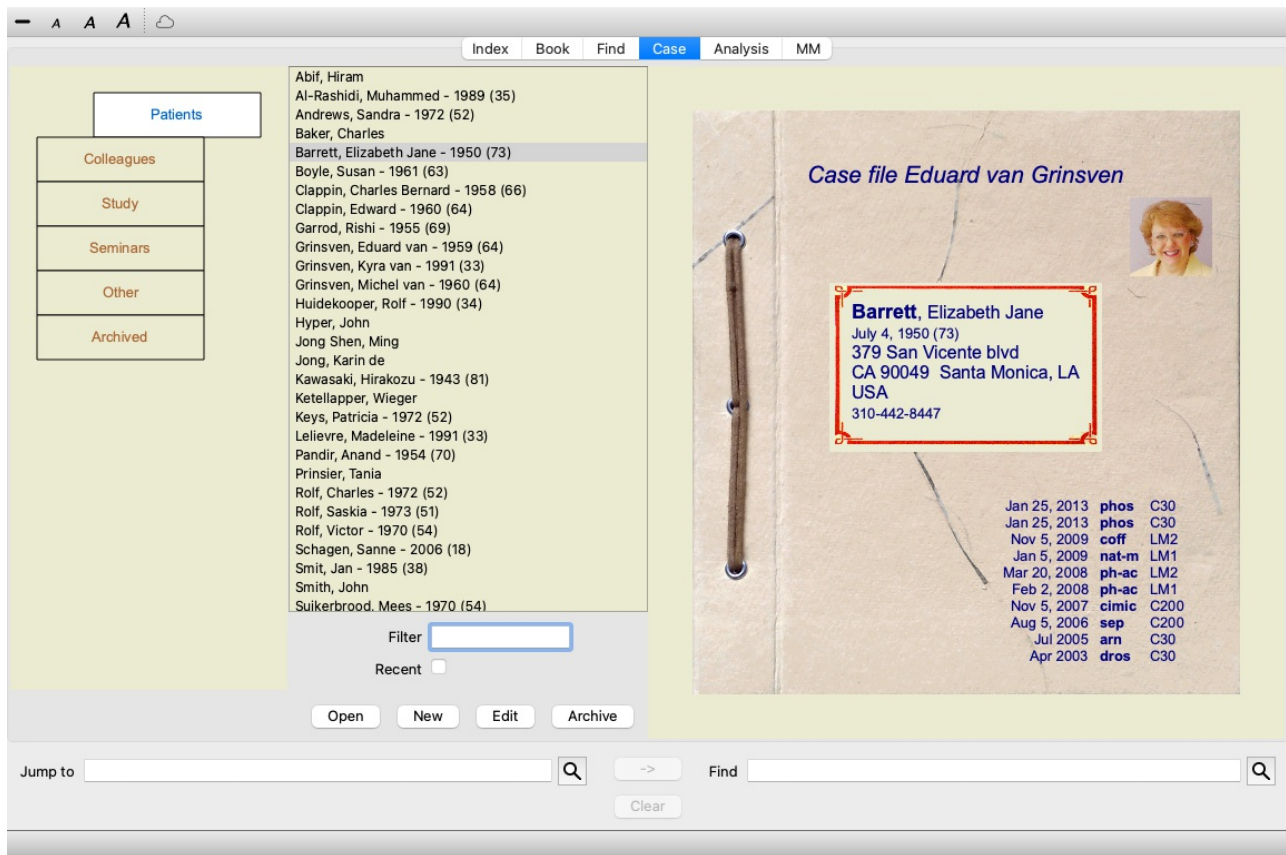 A A A
Index Book Find Case Analysis MM
Patients
Colleagues
Study
Seminars
Other
Archived
Abif, Hiram
Al-Rashidi, Muhammed - 1989 (35)
Andrews, Sandra - 1972 (52)
Baker, Charles
Barrett, Elizabeth Jane - 1950 (73)
Boyle, Susan - 1961 (63)
Clappin, Charles Bernard - 1958 (66)
Clappin, Edward - 1960 (64)
Garrod, Rishi - 1955 (69)
Grinsven, Eduard van - 1959 (64)
Grinsven, Kyra van - 1991 (33)
Grinsven, Michel van - 1960 (64)
Huidekooper, Rolf - 1990 (34)
Hyper, John
Jong Shen, Ming
Jong, Karin de
Kawasaki, Hirakozu - 1943 (81)
Ketellapper, Wieger
Keys, Patricia - 1972 (52)
Lelievre, Madeleine - 1991 (33)
Pandir, Anand - 1954 (70)
Prinsier, Tania
Rolf, Charles - 1972 (52)
Rolf, Saskia - 1973 (51)
Rolf, Victor - 1970 (54)
Schagen, Sanne - 2006 (18)
Smit, Jan - 1985 (38)
Smith, John
Suikerbrood, Mees - 1970 (54)
Filter
Recent
Open New Edit Archive
Case file Eduard van Grinsven
Barrett, Elizabeth Jane
July 4, 1950 (73)
379 San Vicente blvd
CA 90049 Santa Monica, LA
USA
310-442-8447
Jan 25, 2013 phos C30
Jan 25, 2013 phos C30
Nov 5, 2009 coff LM2
Jan 5, 2009 nat-m LM1
Mar 20, 2008 ph-ac LM2
Feb 2, 2008 ph-ac LM1
Nov 5, 2007 cimic C200
Aug 5, 2006 sep C200
Jul 2005 arn C30
Apr 2003 dros C30
Jump to -> Find
Clear